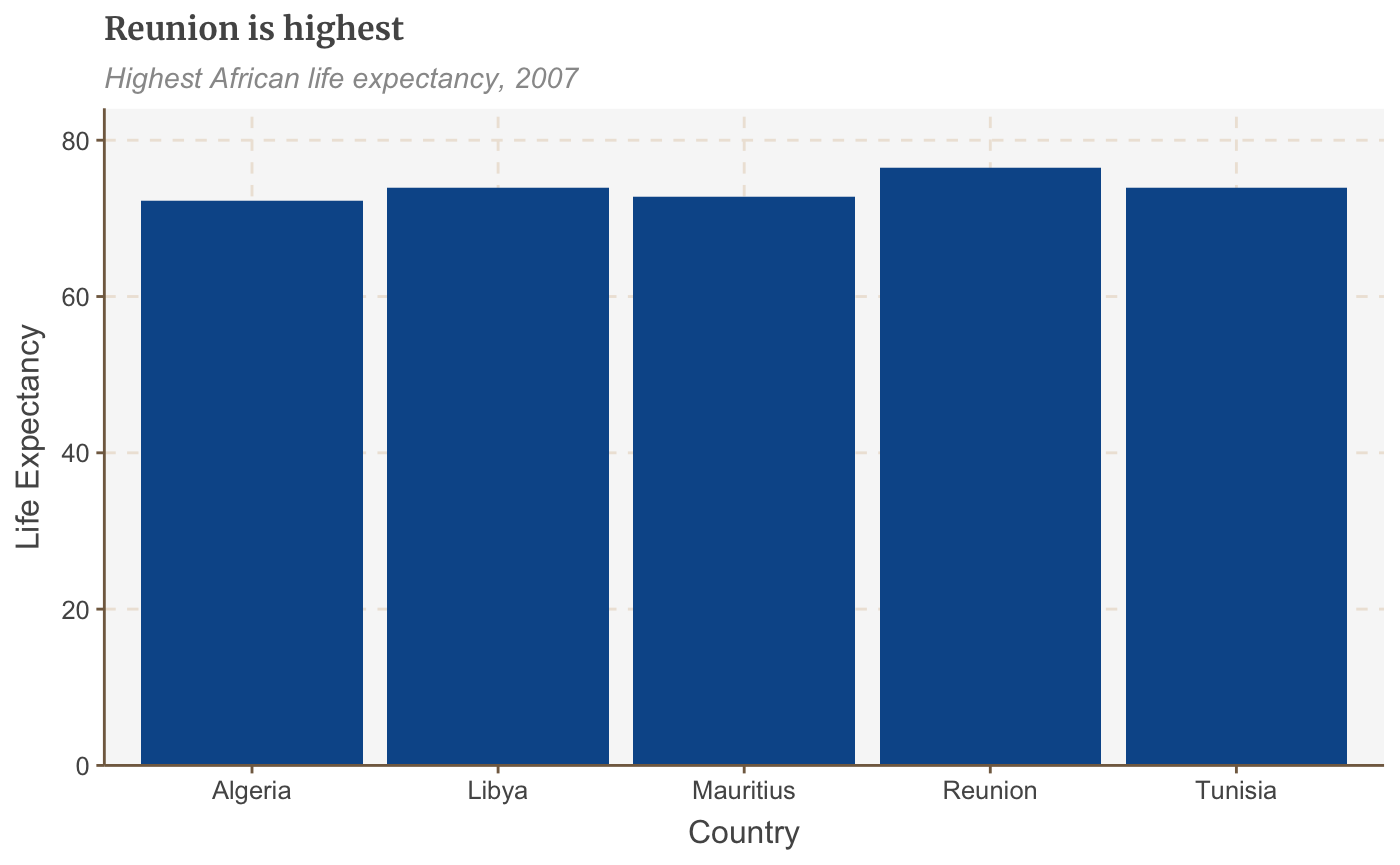 Reunion is highest
Highest African life expectancy, 2007
80
60
40
20
0
Life Expectancy
Algeria Libya Mauritius Reunion Tunisia
Country